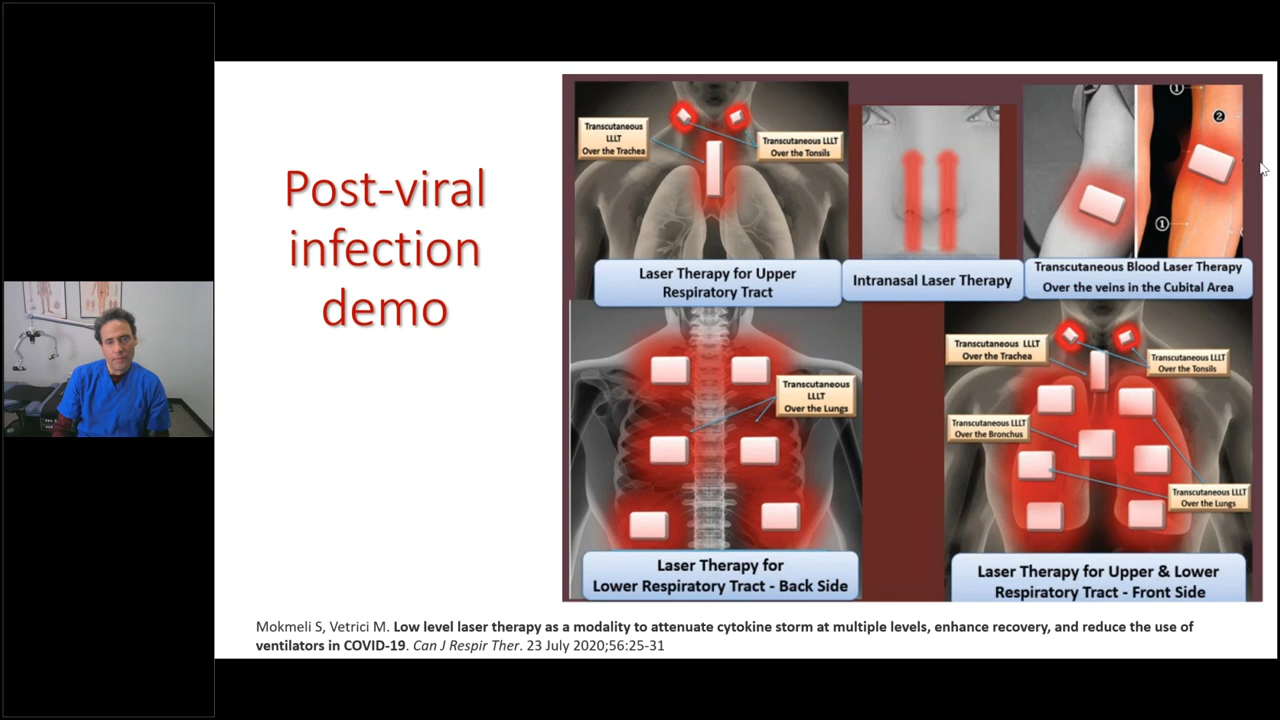 Post-viral
infection
demo
Transcutaneous
LLLT
Over the Trachea
Transcutaneous LLLT
Over the Tonsils
Laser Therapy for Upper
Respiratory Tract
Intranasal Laser Therapy
1
2
1
Transcutaneous Blood Laser Therapy
Over the veins in the Cubital Area
Transcutaneous
LLLT
Over the Lungs
Laser Therapy for
Lower Respiratory Tract - Back Side
Transcutaneous LLLT
Over the Trachea
Transcutaneous LLLT
Over the Tonsils
Transcutaneous LLLT
Over the Bronchus
Transcutaneous LLLT
Over the Lungs
Laser Therapy for Upper & Lower
Respiratory Tract - Front Side
Mokmeli S, Vetrici M. Low level laser therapy as a modality to attenuate cytokine storm at multiple levels, enhance recovery, and reduce the use of
ventilators in COVID-19. Can J Respir Ther. 23 July 2020;56:25-31